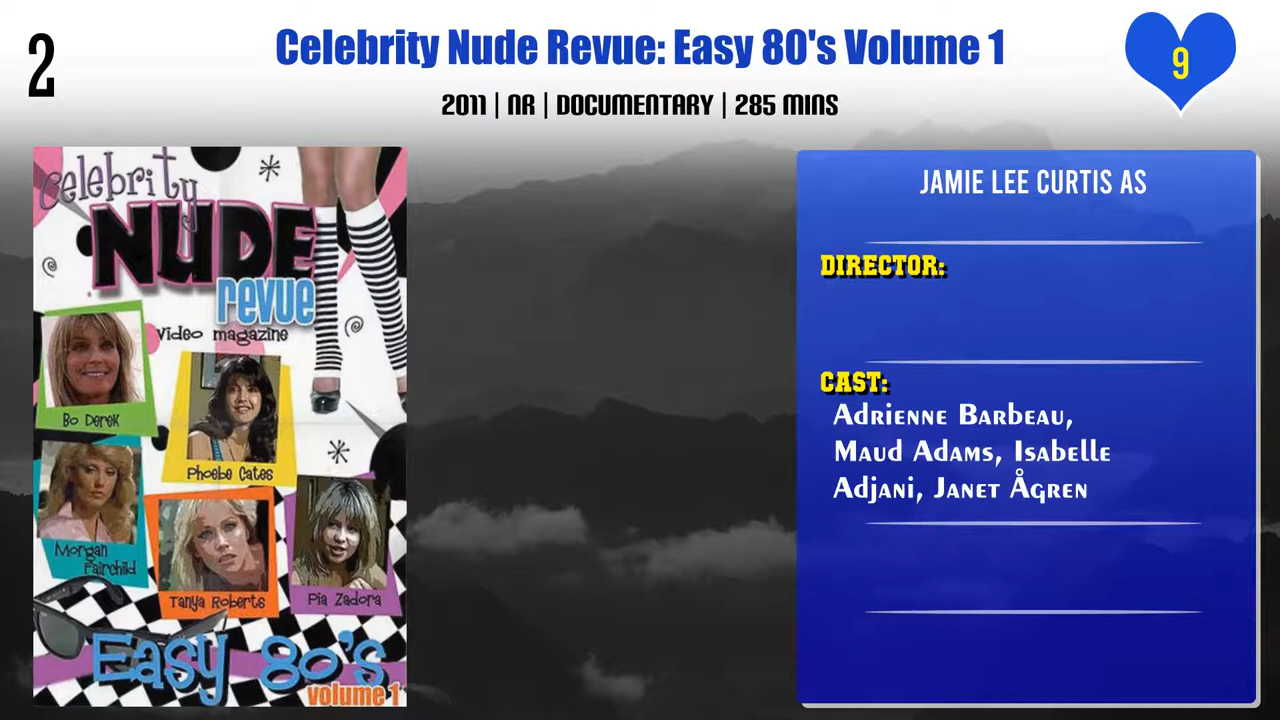 2
Celebrity Nude Revue: Easy 80's Volume 1
9
2011 | NR | DOCUMENTARY | 285 MINS
celebrity
NUDE
revue
video magazine
Bo Derek
Phoebe Cates
Morgan
Fairchild
Tanya Roberts
Pia Zadora
Easy 80's
volume 1
JAMIE LEE CURTIS AS
DIRECTOR:
CAST:
Adrienne Barbeau,
Maud Adams, Isabelle
Adjani, Janet Ågren